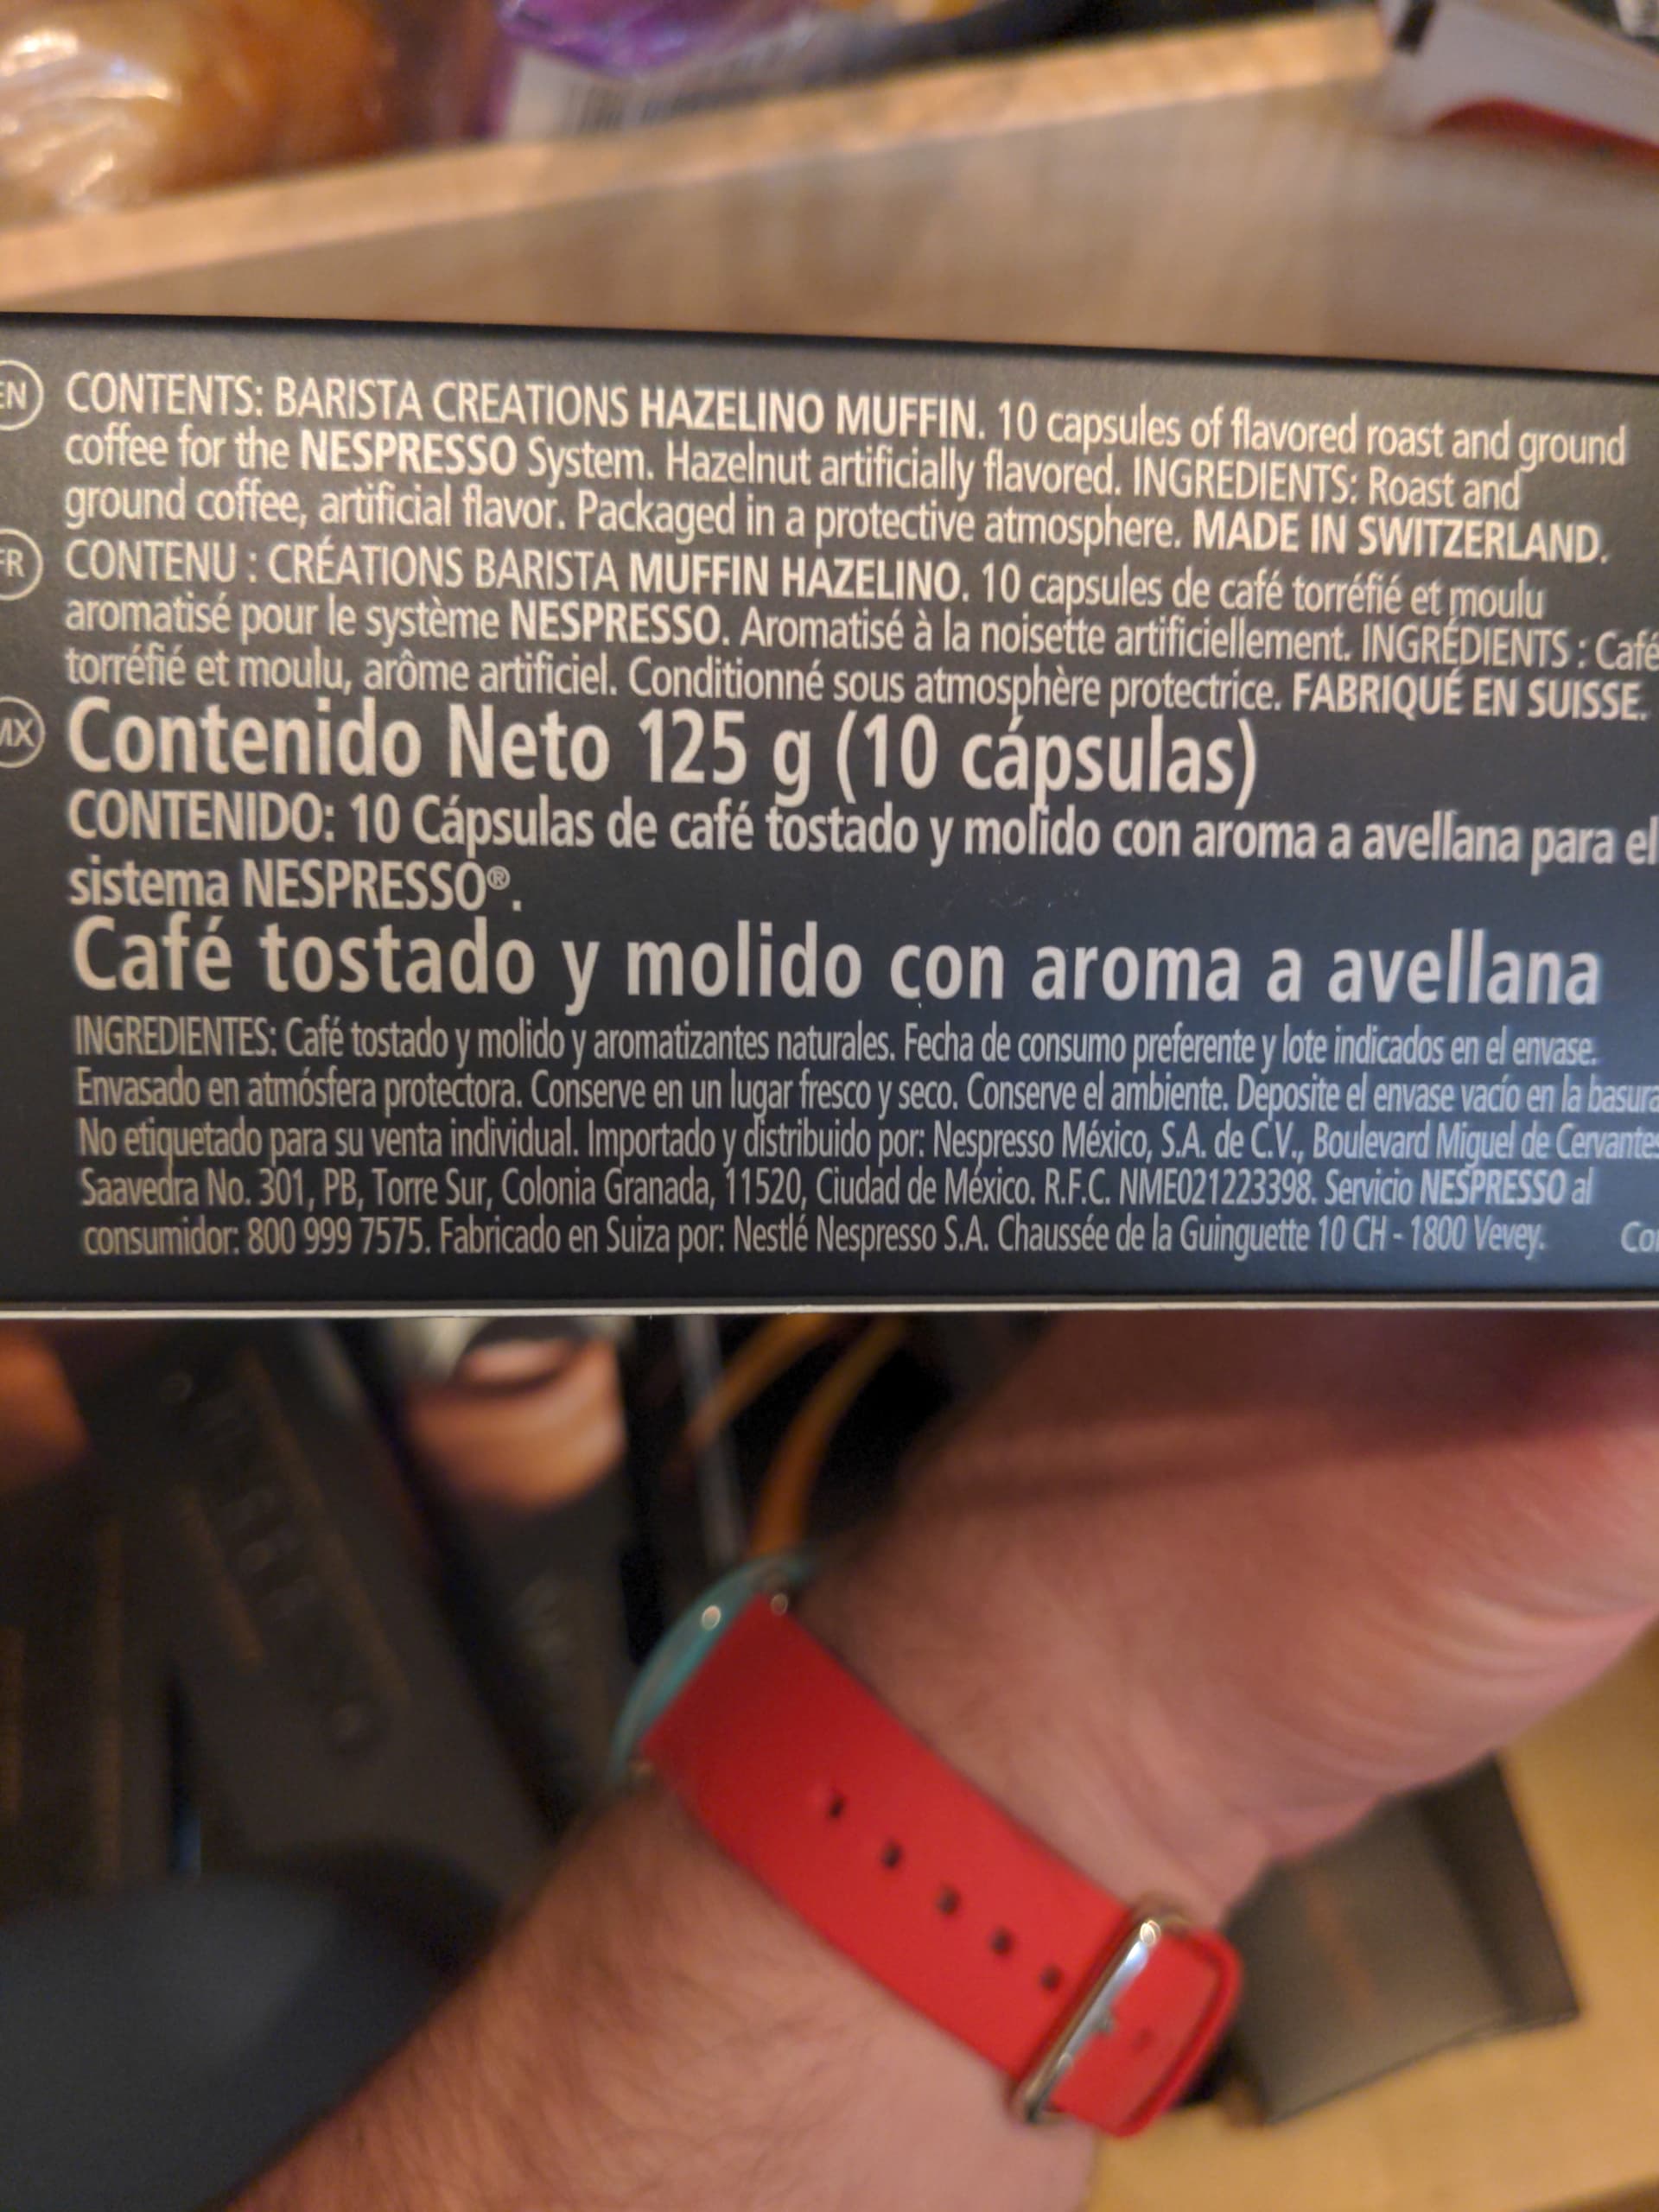 EN CONTENTS: BARISTA CREATIONS HAZELINO MUFFIN. 10 capsules of flavored roast and ground
coffee for the NESPRESSO System. Hazelnut artificially flavored. INGREDIENTS: Roast and
ground coffee, artificial flavor. Packaged in a protective atmosphere. MADE IN SWITZERLAND.
FR CONTENU : CRÉATIONS BARISTA MUFFIN HAZELINO. 10 capsules de café torréfié et moulu
aromatisé pour le système NESPRESSO. Aromatisé à la noisette artificiellement. INGRÉDIENTS : Café
torréfié et moulu, arôme artificiel. Conditionné sous atmosphère protectrice. FABRIQUÉ EN SUISSE.
MX Contenido Neto 125 g (10 cápsulas)
CONTENIDO: 10 Cápsulas de café tostado y molido con aroma a avellana para el
sistema NESPRESSO®.
Café tostado y molido con aroma a avellana
INGREDIENTES: Café tostado y molido y aromatizantes naturales. Fecha de consumo preferente y lote indicados en el envase.
Envasado en atmósfera protectora. Conserve en un lugar fresco y seco. Conserve el ambiente. Deposite el envase vacío en la basura
No etiquetado para su venta individual. Importado y distribuido por: Nespresso México, S.A. de C.V., Boulevard Miguel de Cervantes
Saavedra No. 301, PB, Torre Sur, Colonia Granada, 11520, Ciudad de México. R.F.C. NME021223398. Servicio NESPRESSO al
consumidor: 800 999 7575. Fabricado en Suiza por: Nestlé Nespresso S.A. Chaussée de la Guinguette 10 CH - 1800 Vevey.